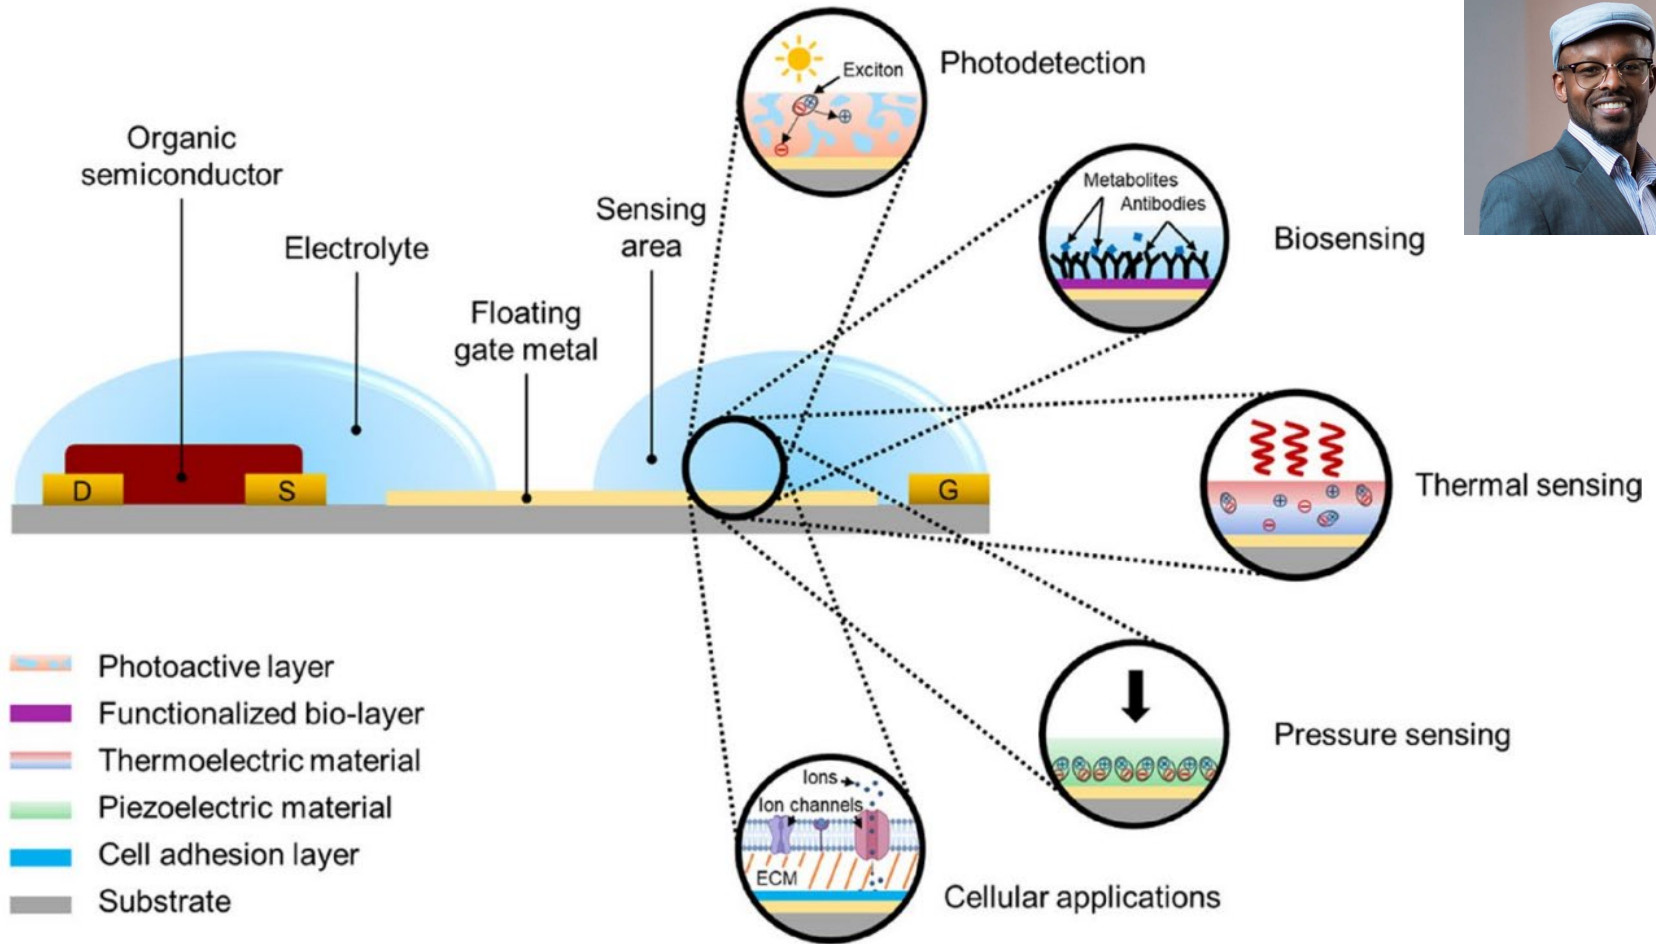 Photodetection
Exciton
Organic
semiconductor
Electrolyte
Sensing
area
Floating
gate metal
Metabolites
Antibodies
Biosensing
D
S
G
Thermal sensing
Pressure sensing
Ions
Ion channels
ECM
Cellular applications
Photoactive layer
Functionalized bio-layer
Thermoelectric material
Piezoelectric material
Cell adhesion layer
Substrate